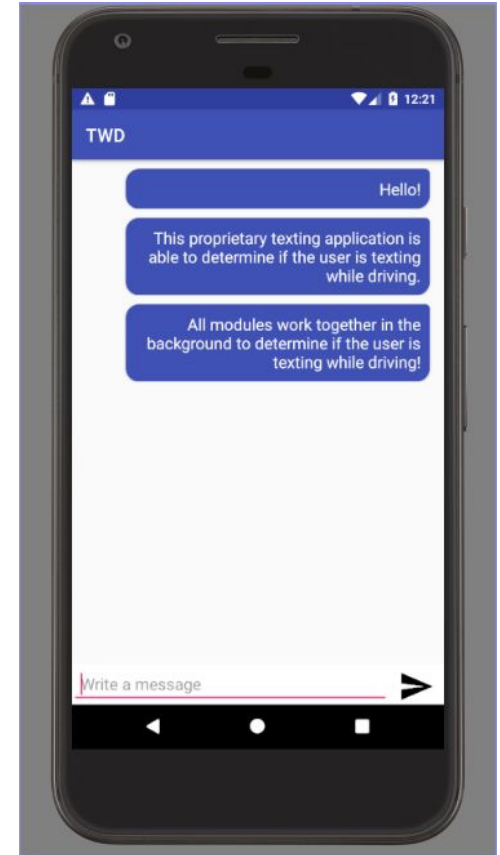 12:21
TWD
Hello!
This proprietary texting application is
able to determine if the user is texting
while driving.
All modules work together in the
background to determine if the user is
texting while driving!
Write a message